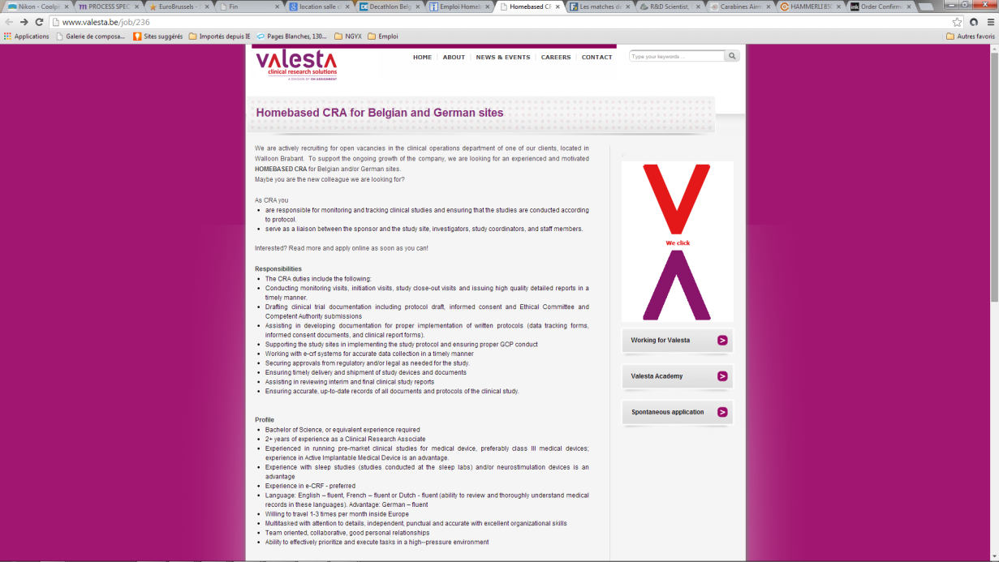 Nikon - Coolpi
PROCESS SPEC
EuroBrussels -
Fin
location salle c
Decathlon Belg
Emploi Homeb
Homebased CF
Les matches de
R&D Scientist,
Carabines Airm
HAMMERLI 850
Order Confirm
www.valesta.be/job/236
Applications
Galerie de composa...
Sites suggérés
Importés depuis IE
Pages Blanches, 130...
NGYX
Emploi
Autres favoris
valesta
clinical research solutions
A DIVISION OF ON ASSIGNMENT
HOME
ABOUT
NEWS & EVENTS
CAREERS
CONTACT
Type your keywords ...
Homebased CRA for Belgian and German sites
We are actively recruiting for open vacancies in the clinical operations department of one of our clients, located in
Walloon Brabant. To support the ongoing growth of the company, we are looking for an experienced and motivated
HOMEBASED CRA for Belgian and/or German sites.
Maybe you are the new colleague we are looking for?
As CRA you
• are responsible for monitoring and tracking clinical studies and ensuring that the studies are conducted according
to protocol.
• serve as a liaison between the sponsor and the study site, investigators, study coordinators, and staff members.
Interested? Read more and apply online as soon as you can!
Responsibilities
• The CRA duties include the following:
• Conducting monitoring visits, initiation visits, study close-out visits and issuing high quality detailed reports in a
timely manner.
• Drafting clinical trial documentation including protocol draft, informed consent and Ethical Committee and
Competent Authority submissions
• Assisting in developing documentation for proper implementation of written protocols (data tracking forms,
informed consent documents, and clinical report forms).
• Supporting the study sites in implementing the study protocol and ensuring proper GCP conduct
• Working with e-crf systems for accurate data collection in a timely manner
• Securing approvals from regulatory and/or legal as needed for the study.
• Ensuring timely delivery and shipment of study devices and documents
• Assisting in reviewing interim and final clinical study reports
• Ensuring accurate, up-to-date records of all documents and protocols of the clinical study.
Profile
• Bachelor of Science, or equivalent experience required
• 2+ years of experience as a Clinical Research Associate
• Experienced in running pre-market clinical studies for medical device, preferably class III medical devices;
experience in Active Implantable Medical Device is an advantage.
• Experience with sleep studies (studies conducted at the sleep labs) and/or neurostimulation devices is an
advantage
• Experience in e-CRF - preferred
• Language: English – fluent, French – fluent or Dutch - fluent (ability to review and thoroughly understand medical
records in these languages). Advantage: German – fluent
• Willing to travel 1-3 times per month inside Europe
• Multitasked with attention to details, independent, punctual and accurate with excellent organizational skills
• Team oriented, collaborative, good personal relationships
• Ability to effectively prioritize and execute tasks in a high--pressure environment
We click
Working for Valesta
Valesta Academy
Spontaneous application